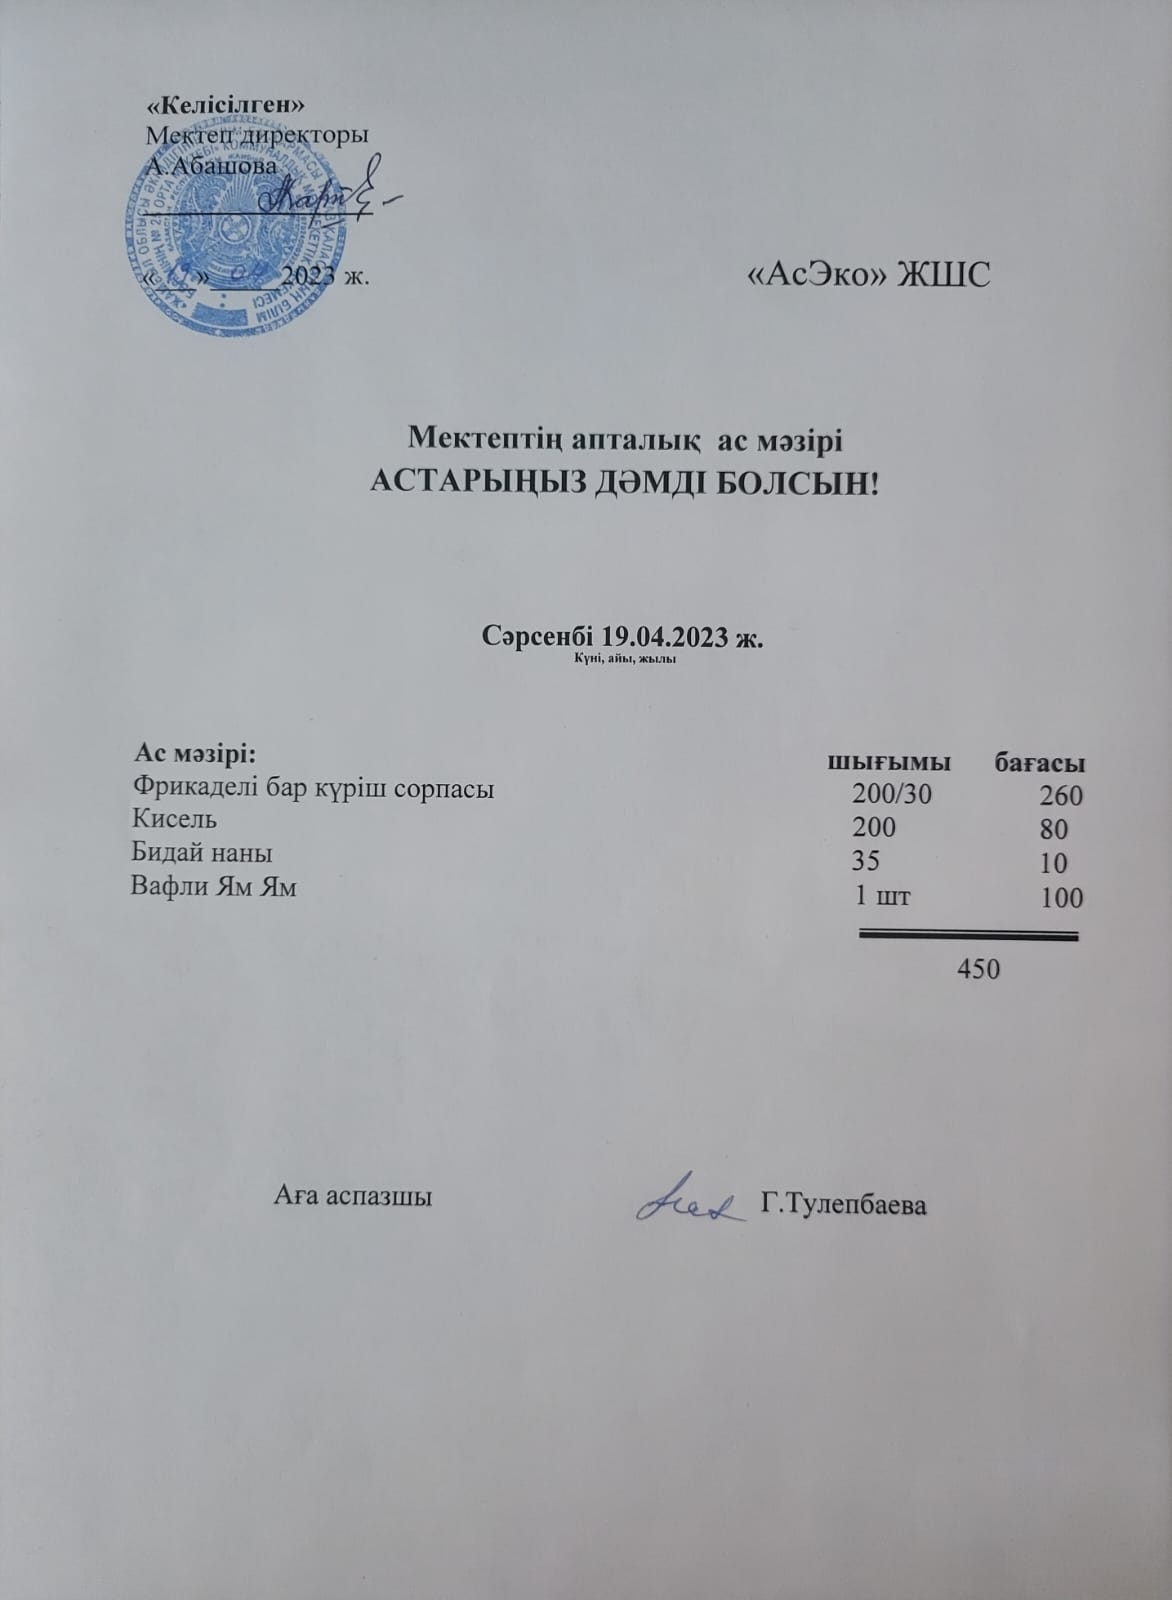 «Келісілген»
Мектеп директоры
А.Абашова
«19» 04 2023 ж.
«АсЭко» ЖШС
Мектептің апталық ас мәзірі
АСТАРЫҢЫЗ ДӘМДІ БОЛСЫН!
Сәрсенбі 19.04.2023 ж.
Күні, айы, жылы
Ас мәзірі: шығымы бағасы
Фрикаделі бар күріш сорпасы 200/30 260
Кисель 200 80
Бидай наны 35 10
Вафли Ям Ям 1 шт 100
450
Аға аспазшы Г.Тулепбаева